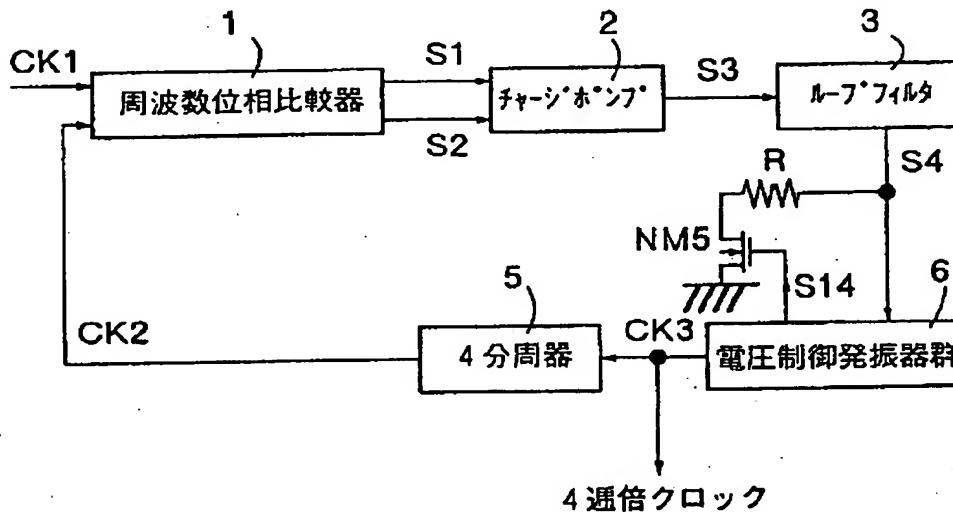 1
2
3
CK1
周波数位相比較器
S1
S2
チャージポンプ
S3
ループフィルタ
S4
R
NM5
S14
5
6
CK2
4分周器
CK3
電圧制御発振器群
4逓倍クロック